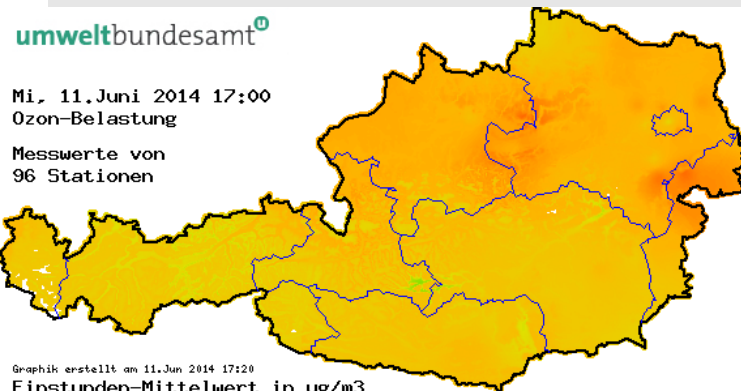 umweltbundesamt
Mi, 11.Juni 2014 17:00
Ozon-Belastung
Messwerte von
96 Stationen
Graphik erstellt am 11.Jun 2014 17:20
Einstunden-Mittelwert in ug/m3